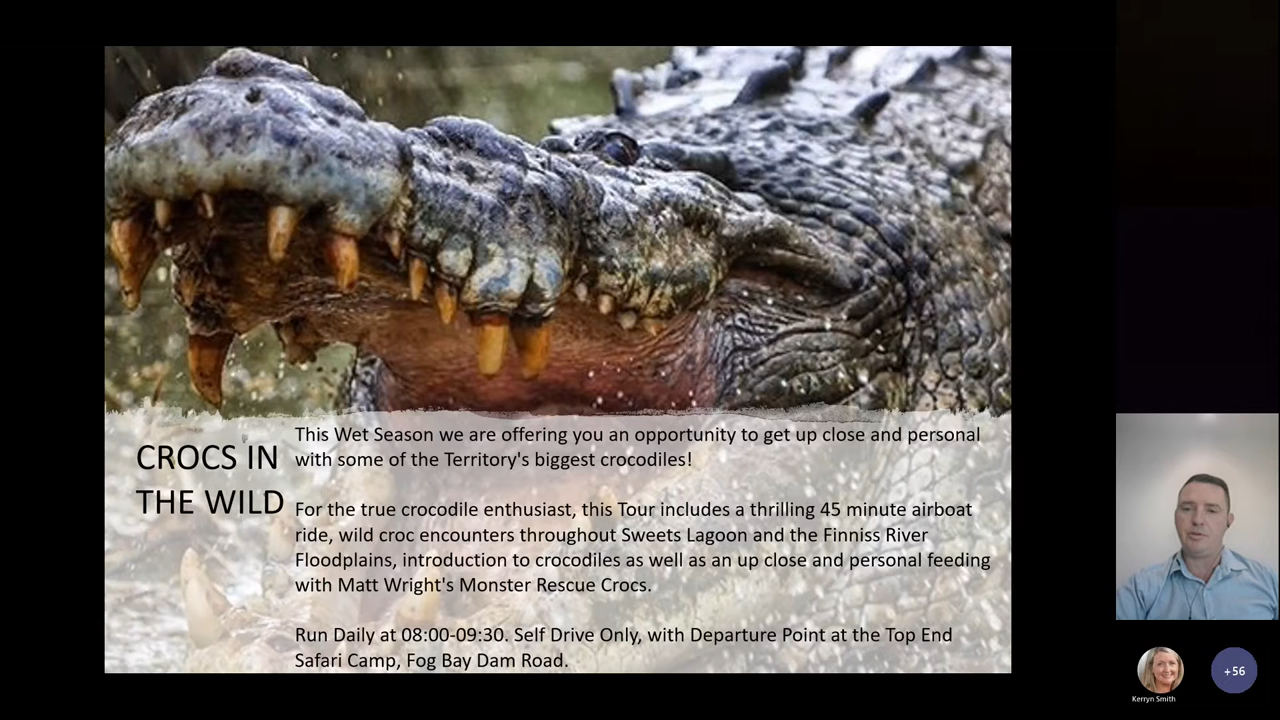 CROCS IN
THE WILD
This Wet Season we are offering you an opportunity to get up close and personal
with some of the Territory's biggest crocodiles!
For the true crocodile enthusiast, this Tour includes a thrilling 45 minute airboat
ride, wild croc encounters throughout Sweets Lagoon and the Finniss River
Floodplains, introduction to crocodiles as well as an up close and personal feeding
with Matt Wright's Monster Rescue Crocs.
Run Daily at 08:00-09:30. Self Drive Only, with Departure Point at the Top End
Safari Camp, Fog Bay Dam Road.
+56
Kerryn Smith